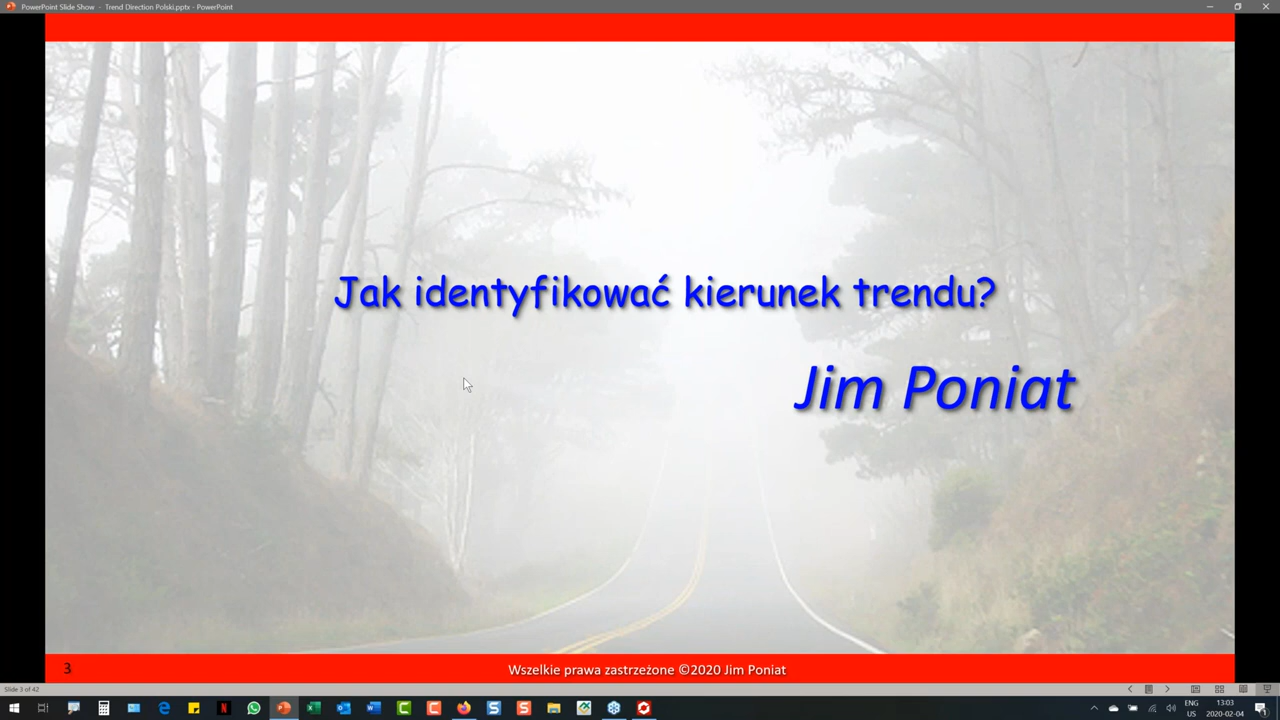 PowerPoint Slide Show - Trend Direction Polski.pptx - PowerPoint
Jak identyfikować kierunek trendu?
Jim Poniat
3
Wszelkie prawa zastrzeżone ©2020 Jim Poniat
Slide 3 of 42
ENG
13:03
US
2020-02-04